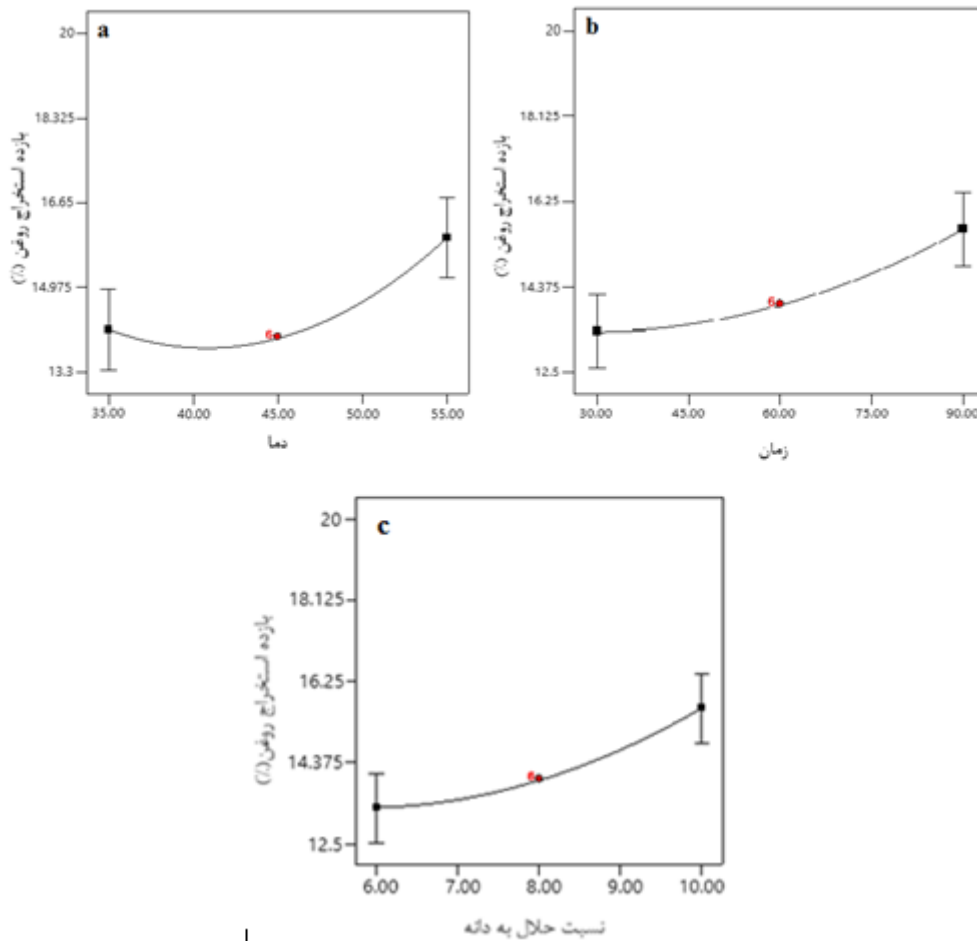 a
20
18.325
16.65
14.975
13.3
بازده استخراج روغن (٪)
6
35.00 40.00 45.00 50.00 55.00
دما
b
20
18.125
16.25
14.375
12.5
بازده استخراج روغن (٪)
6
30.00 45.00 60.00 75.00 90.00
زمان
c
20
18.125
16.25
14.375
12.5
بازده استخراج روغن(٪)
6
6.00 7.00 8.00 9.00 10.00
نسبت حلال به دانه